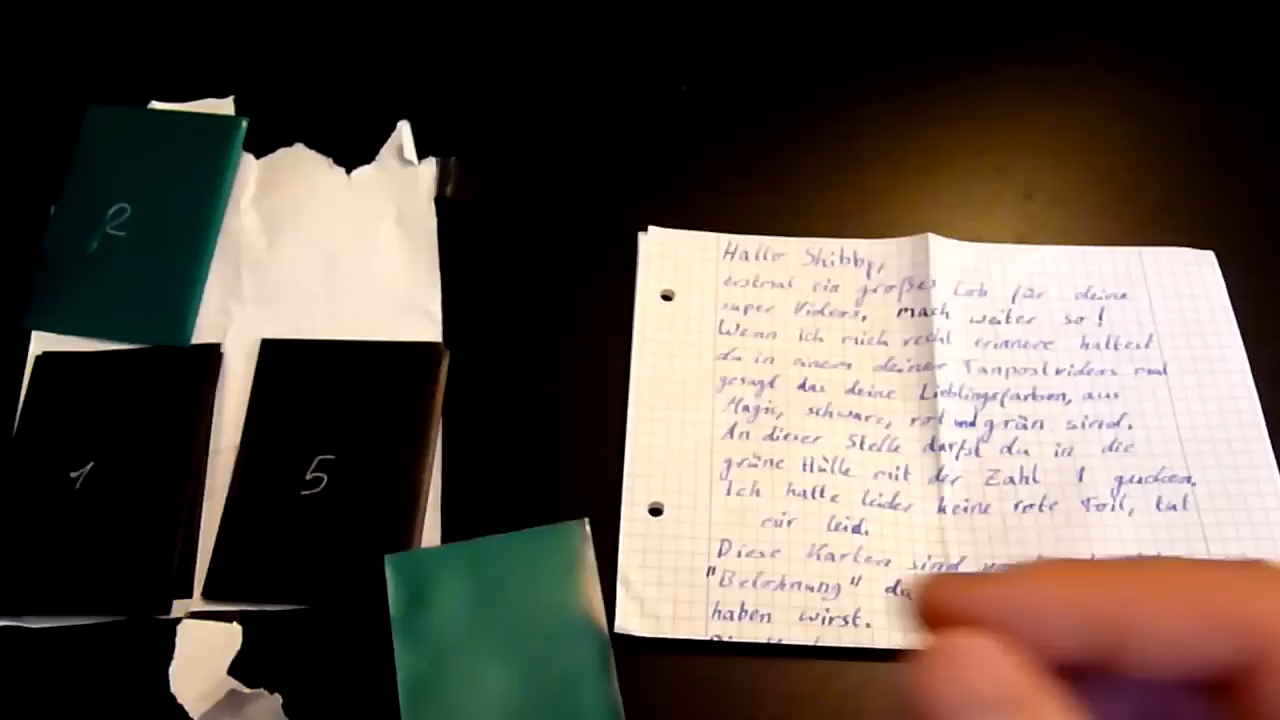 2
1
5
Hallo Shibby,
erstmal ein großes Lob für deine
super Videos, mach weiter so!
Wenn ich mich recht erinnere hattest
du in einem deiner Fanpostvideos mal
gesagt das deine Lieblingsfarben, aus
Magic, schwarz, rot und grün sind.
An dieser Stelle darfst du in die
grüne Hülle mit der Zahl 1 gucken.
Ich hatte leider keine rote Foil, tut
mir leid.
Diese Karten sind
"Belohnung" du
haben wirst.